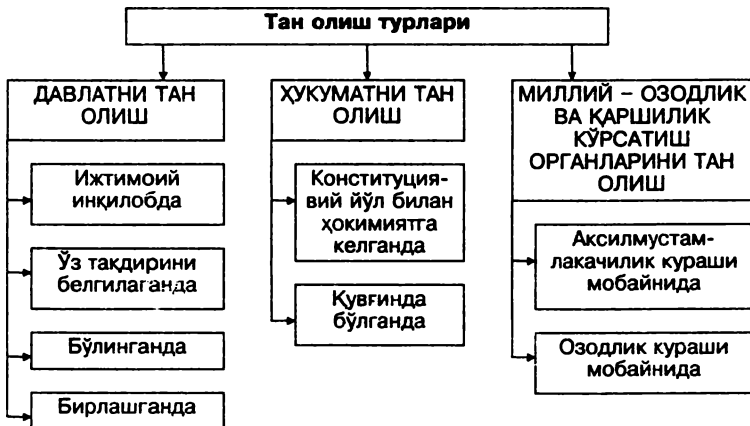 Тан олиш турлари
ДАВЛАТНИ ТАН
ОЛИШ
Ижтимоий
инқилобда
Ўз тақдирини
белгилаганда
Бўлинганда
Бирлашганда
ҲУКУМАТНИ ТАН
ОЛИШ
Конституция-
вий йўл билан
ҳокимиятга
келганда
Қувғинда
бўлганда
МИЛЛИЙ – ОЗОДЛИК
ВА ҚАРШИЛИК
КЎРСАТИШ
ОРГАНЛАРИНИ ТАН
ОЛИШ
Аксилмустам-
лакачилик кураши
мобайнида
Озодлик кураши
мобайнида